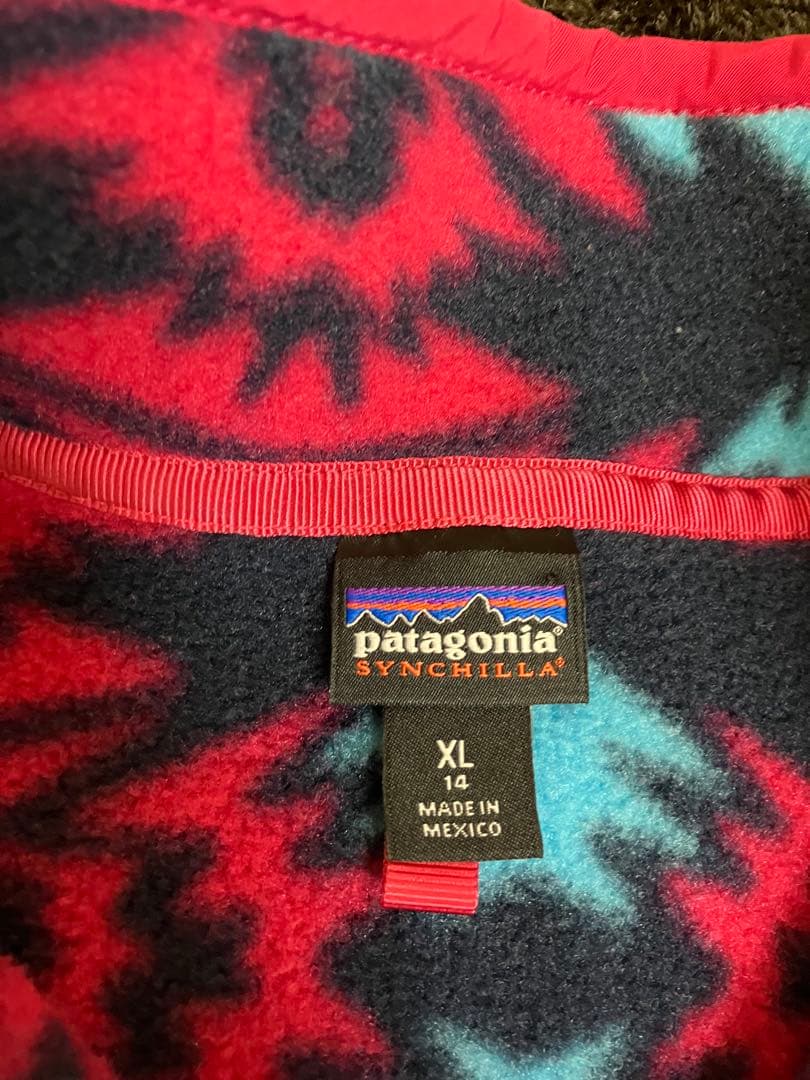 patagonia®
SYNCHILLA®
XL
14
MADE IN
MEXICO